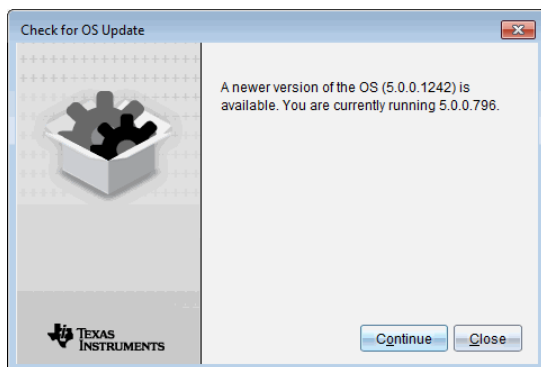 Check for OS Update
A newer version of the OS (5.0.0.1242) is
available. You are currently running 5.0.0.796.
TEXAS
INSTRUMENTS
Continue
Close